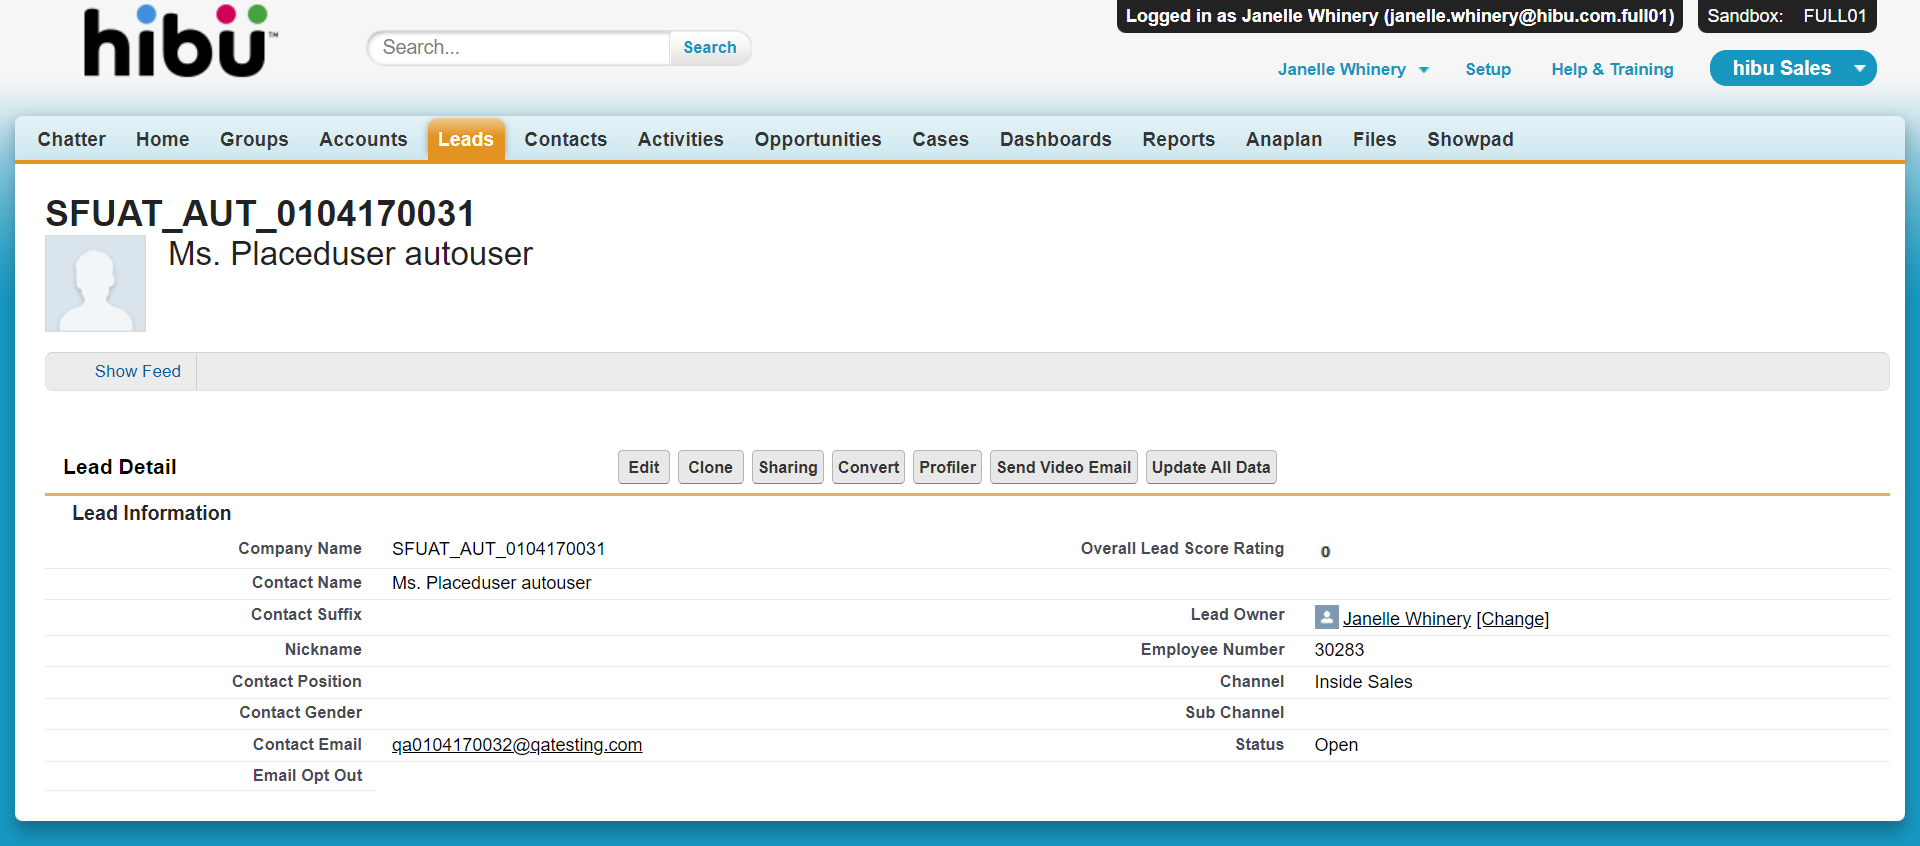 hibu™
Search...
Search
Logged in as Janelle Whinery (janelle.whinery@hibu.com.full01)
Sandbox: FULL01
Janelle Whinery
Setup
Help & Training
hibu Sales
Chatter Home Groups Accounts Leads Contacts Activities Opportunities Cases Dashboards Reports Anaplan Files Showpad
SFUAT_AUT_0104170031
Ms. Placeduser autouser
Show Feed
Lead Detail
Edit Clone Sharing Convert Profiler Send Video Email Update All Data
Lead Information
Company Name SFUAT_AUT_0104170031 Overall Lead Score Rating 0
Contact Name Ms. Placeduser autouser
Contact Suffix Lead Owner Janelle Whinery [Change]
Nickname Employee Number 30283
Contact Position Channel Inside Sales
Contact Gender Sub Channel
Contact Email qa0104170032@qatesting.com Status Open
Email Opt Out